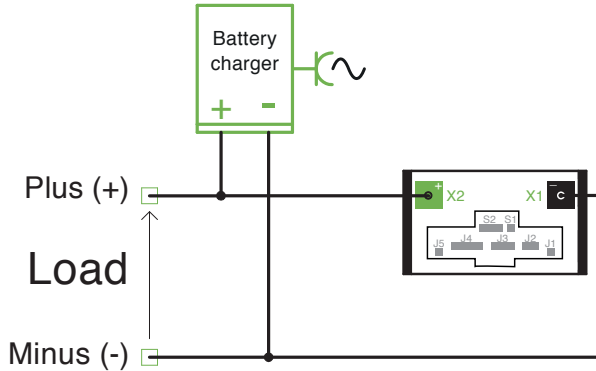 Battery
charger
+ -
Plus (+)
+ X2 X1 -
S2 S1
J5 J4 J3 J2 J1
Load
Minus (-)